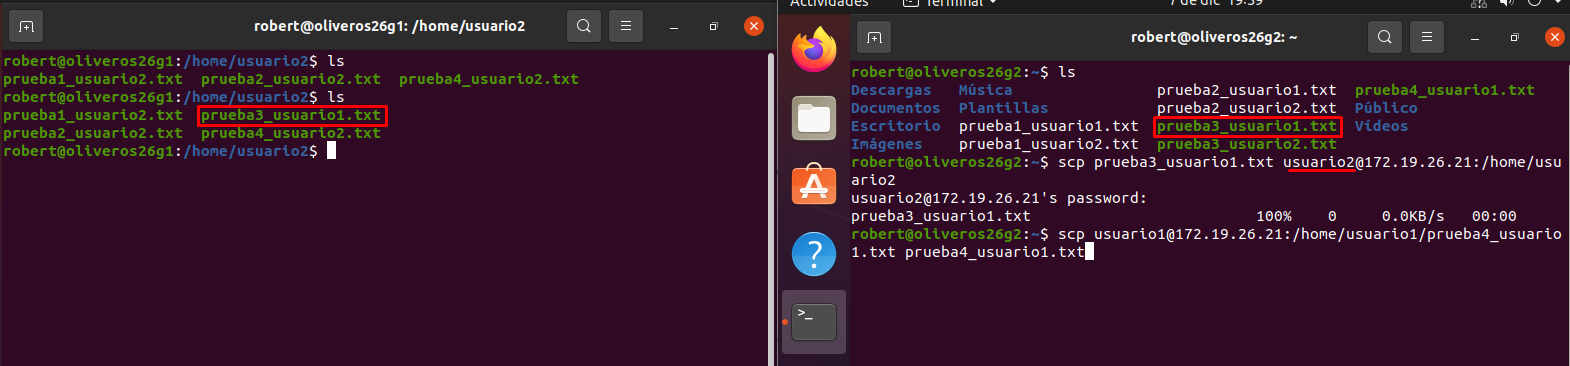 robert@oliveros26g1: /home/usuario2
robert@oliveros26g1:/home/usuario2$ ls
prueba1_usuario2.txt  prueba2_usuario2.txt  prueba4_usuario2.txt
robert@oliveros26g1:/home/usuario2$ ls
prueba1_usuario2.txt  prueba3_usuario1.txt
prueba2_usuario2.txt  prueba4_usuario2.txt
robert@oliveros26g1:/home/usuario2$
Actividades Terminal 7 de dic 19:39
robert@oliveros26g2: ~
robert@oliveros26g2:~$ ls
Descargas   Música                prueba2_usuario1.txt  prueba4_usuario1.txt
Documentos  Plantillas            prueba2_usuario2.txt  Público
Escritorio  prueba1_usuario1.txt  prueba3_usuario1.txt  Vídeos
Imágenes    prueba1_usuario2.txt  prueba3_usuario2.txt
robert@oliveros26g2:~$ scp prueba3_usuario1.txt usuario2@172.19.26.21:/home/usu
ario2
usuario2@172.19.26.21's password:
prueba3_usuario1.txt                          100%    0     0.0KB/s   00:00
robert@oliveros26g2:~$ scp usuario1@172.19.26.21:/home/usuario1/prueba4_usuario
1.txt prueba4_usuario1.txt